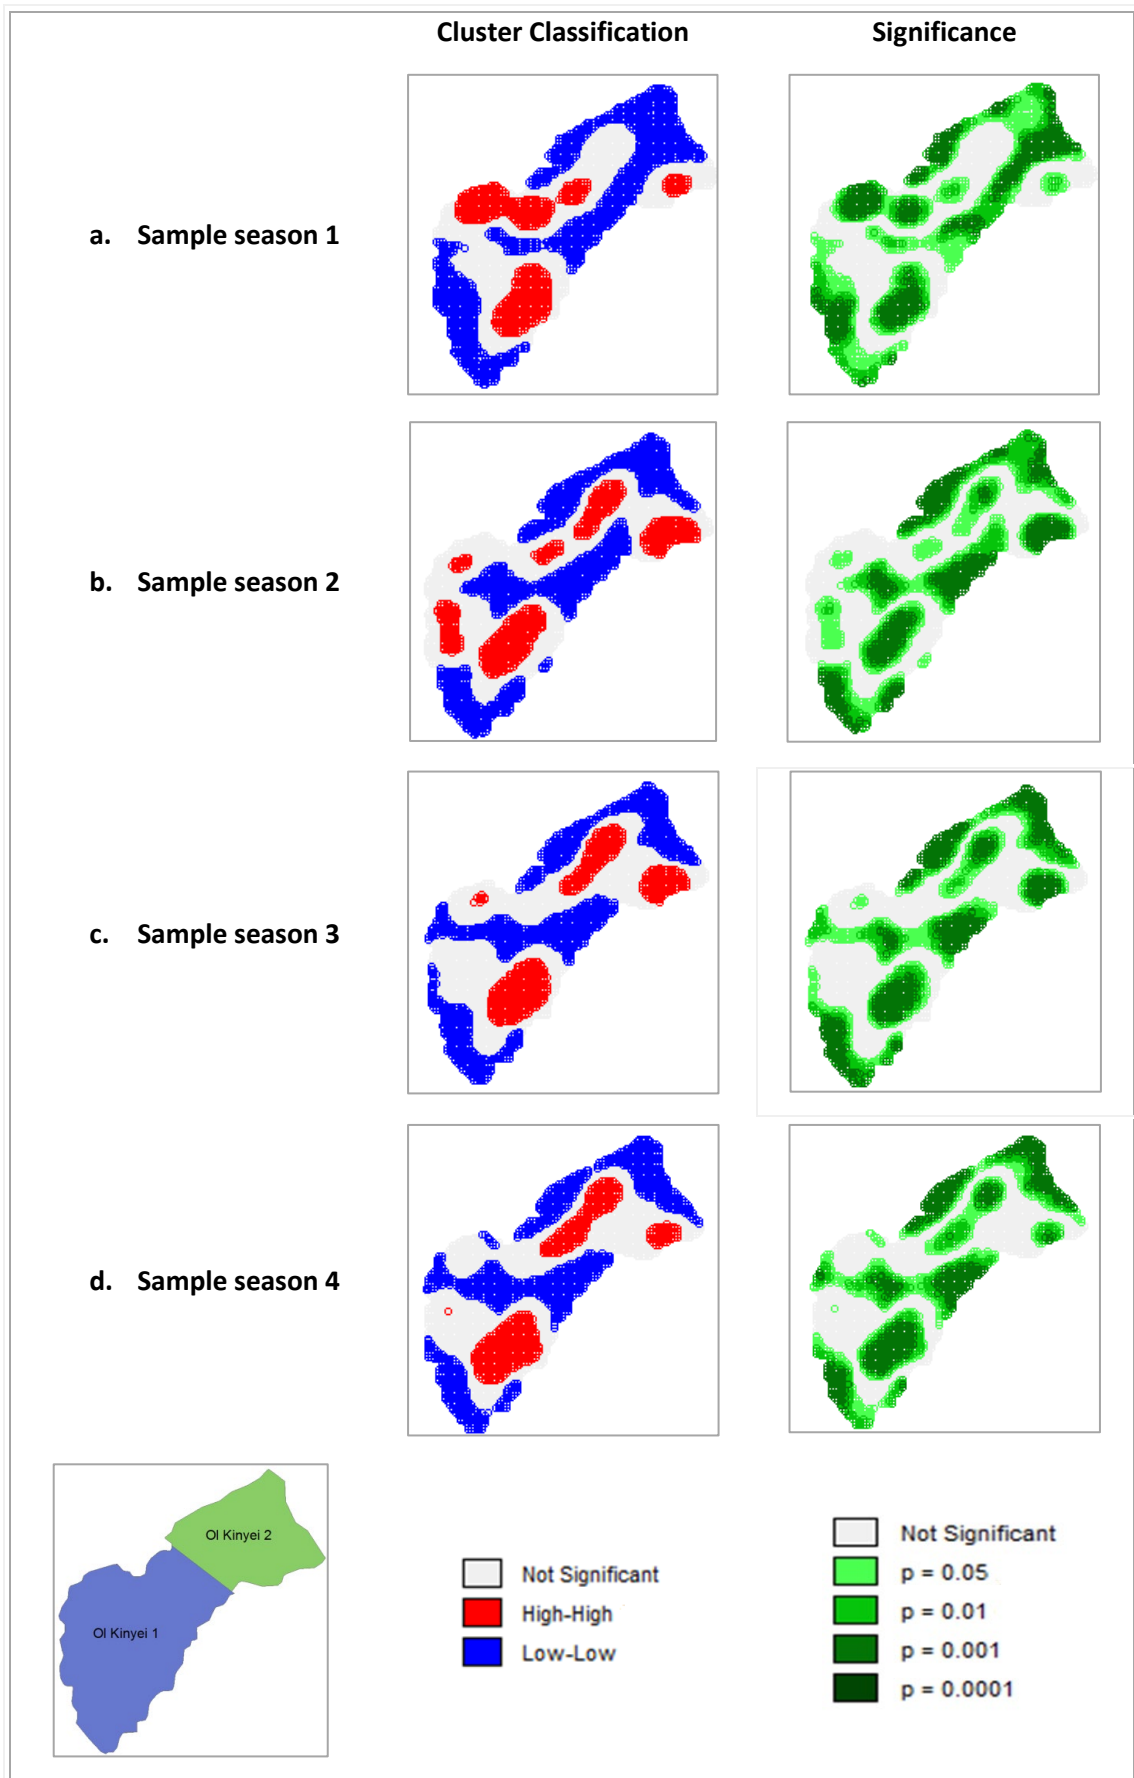 Cluster Classification
Significance
a. Sample season 1
b. Sample season 2
c. Sample season 3
d. Sample season 4
Ol Kinyei 2
Ol Kinyei 1
Not Significant
High-High
Low-Low
Not Significant
p = 0.05
p = 0.01
p = 0.001
p = 0.0001